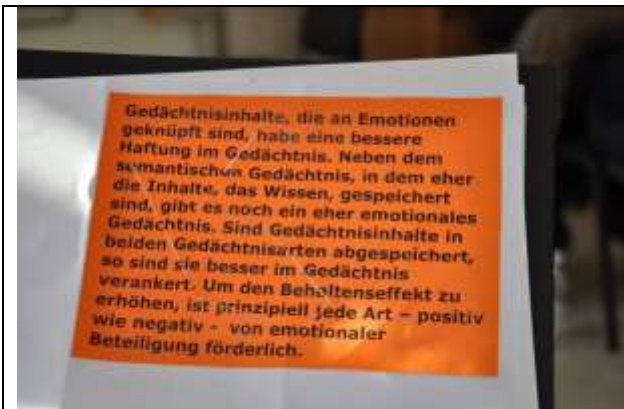 Gedächtnisinhalte, die an Emotionen
geknüpft sind, habe eine bessere
Haftung im Gedächtnis. Neben dem
semantischen Gedächtnis, in dem eher
die Inhalte, das Wissen, gespeichert
sind, gibt es noch ein eher emotionales
Gedächtnis. Sind Gedächtnisinhalte in
beiden Gedächtnisarten abgespeichert,
so sind sie besser im Gedächtnis
verankert. Um den Behaltenseffekt zu
erhöhen, ist prinzipiell jede Art – positiv
wie negativ - von emotionaler
Beteiligung förderlich.